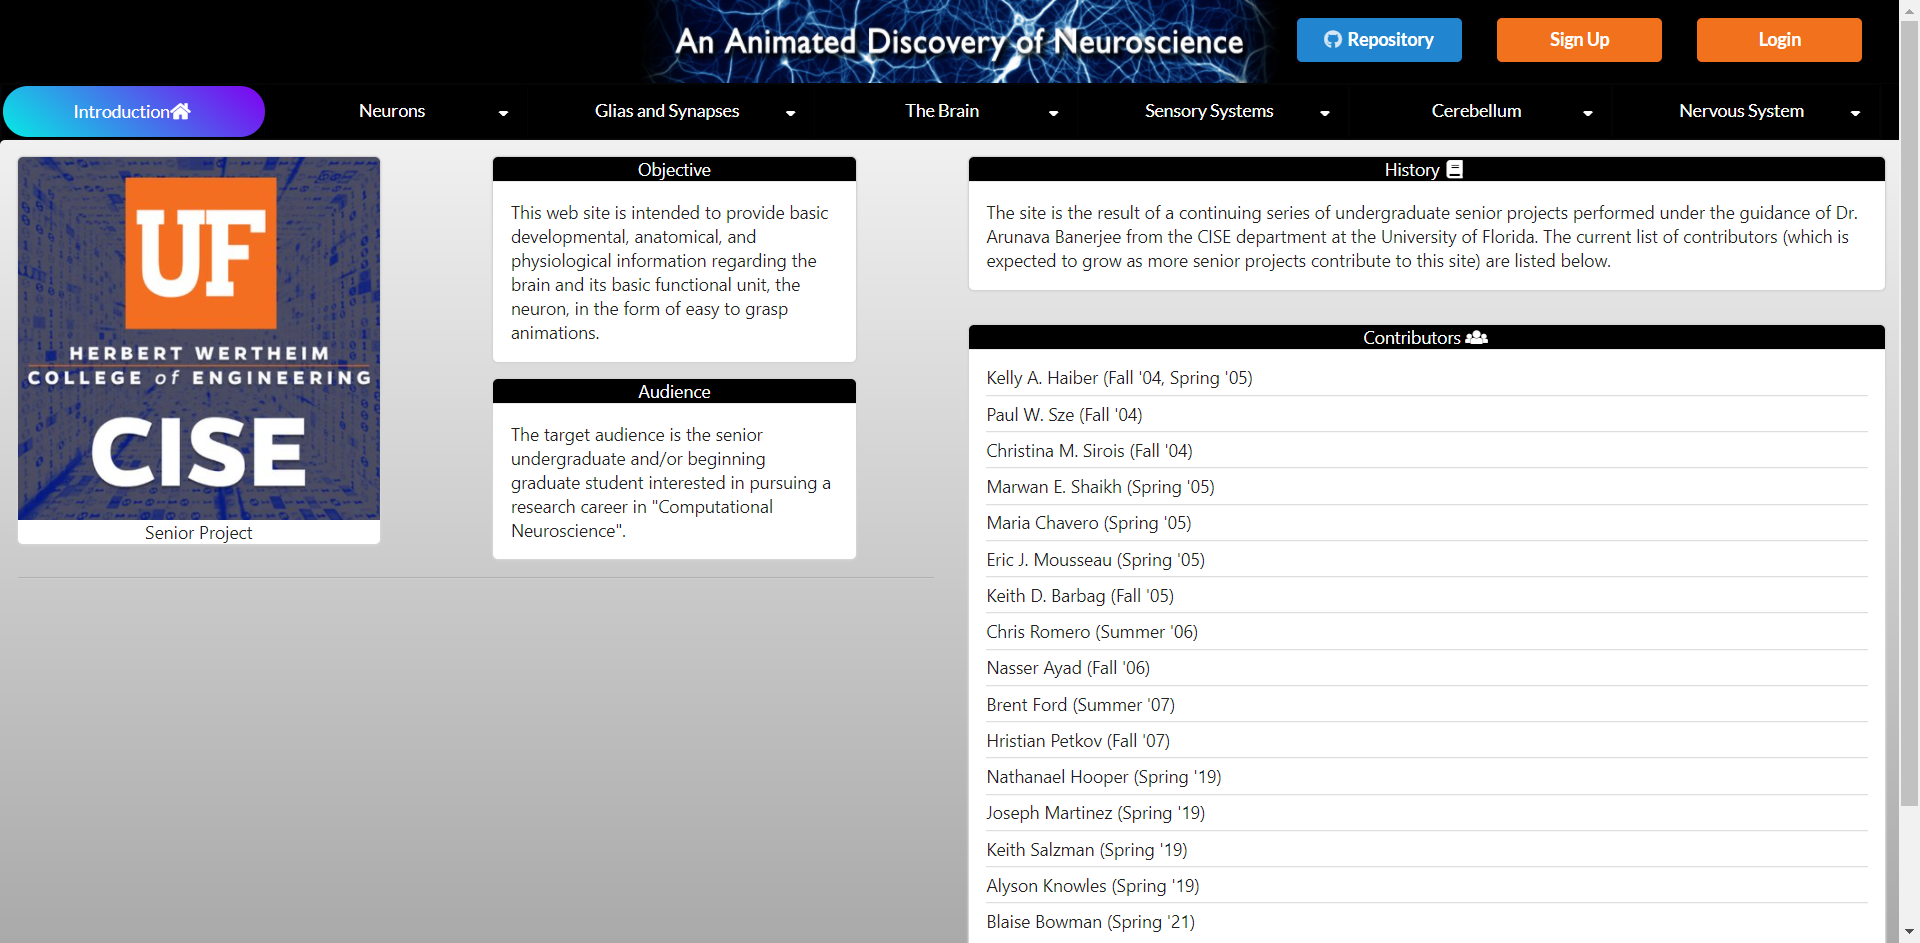 An Animated Discovery of Neuroscience
Repository
Sign Up
Login
Introduction
Neurons
Glias and Synapses
The Brain
Sensory Systems
Cerebellum
Nervous System
UF
HERBERT WERTHEIM
COLLEGE of ENGINEERING
CISE
Senior Project
Objective
This web site is intended to provide basic
developmental, anatomical, and
physiological information regarding the
brain and its basic functional unit, the
neuron, in the form of easy to grasp
animations.
Audience
The target audience is the senior
undergraduate and/or beginning
graduate student interested in pursuing a
research career in "Computational
Neuroscience".
History
The site is the result of a continuing series of undergraduate senior projects performed under the guidance of Dr.
Arunava Banerjee from the CISE department at the University of Florida. The current list of contributors (which is
expected to grow as more senior projects contribute to this site) are listed below.
Contributors
Kelly A. Haiber (Fall '04, Spring '05)
Paul W. Sze (Fall '04)
Christina M. Sirois (Fall '04)
Marwan E. Shaikh (Spring '05)
Maria Chavero (Spring '05)
Eric J. Mousseau (Spring '05)
Keith D. Barbag (Fall '05)
Chris Romero (Summer '06)
Nasser Ayad (Fall '06)
Brent Ford (Summer '07)
Hristian Petkov (Fall '07)
Nathanael Hooper (Spring '19)
Joseph Martinez (Spring '19)
Keith Salzman (Spring '19)
Alyson Knowles (Spring '19)
Blaise Bowman (Spring '21)